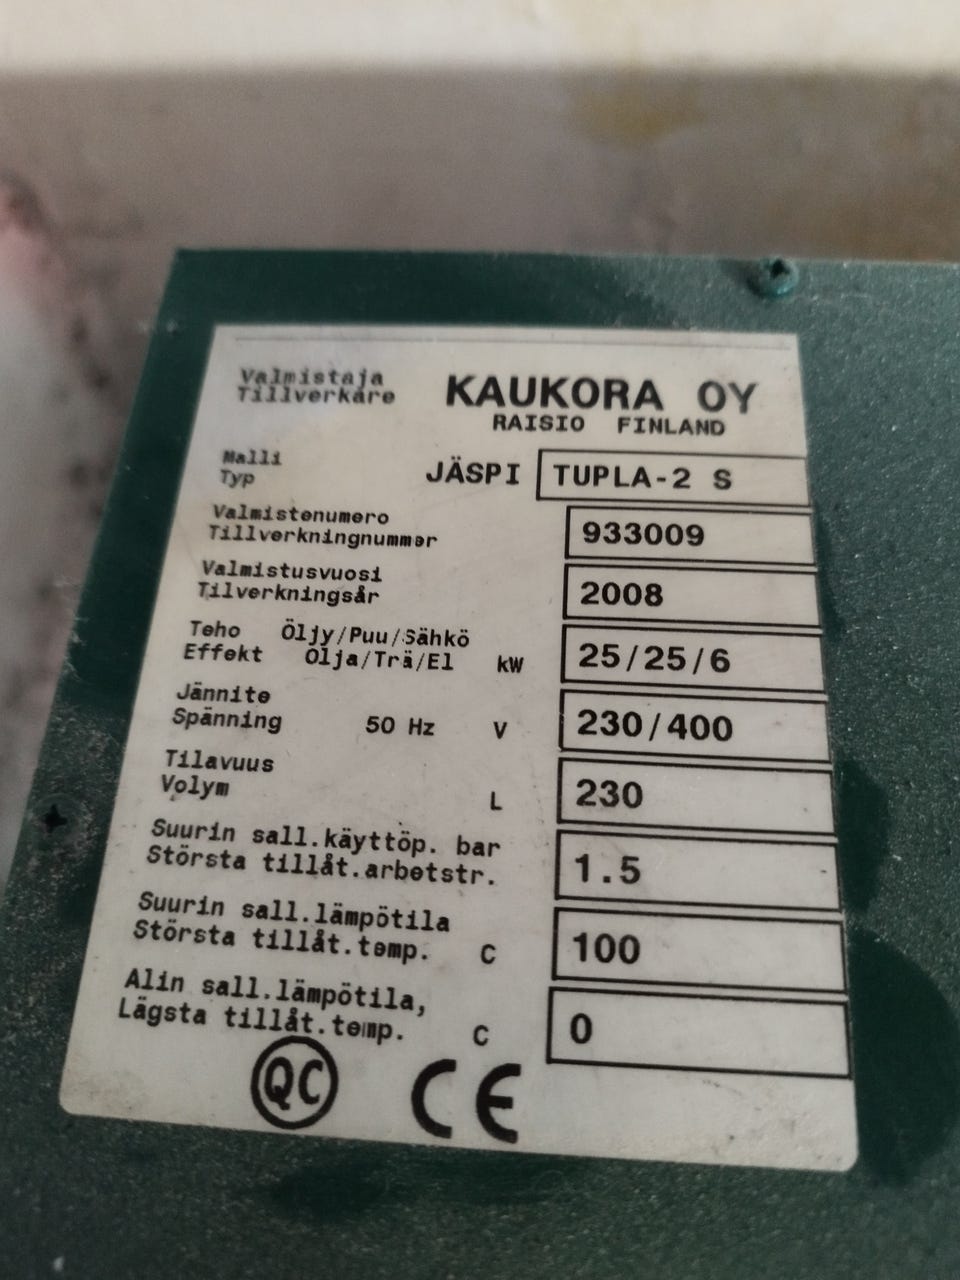 Valmistaja
Tillverkare
KAUKORA OY
RAISIO FINLAND
Malli
Typ
JÄSPI TUPLA-2 S
Valmistenumero
Tillverkningnummer
933009
Valmistusvuosi
Tilverkningsår
2008
Teho Öljy/Puu/Sähkö
Effekt Olja/Trä/El kW
25/25/6
Jännite
Spänning 50 Hz V
230/400
Tilavuus
Volym L
230
Suurin sall.käyttöp. bar
Största tillåt.arbetstr.
1.5
Suurin sall.lämpötila
Största tillåt.temp. C
100
Alin sall.lämpötila,
Lägsta tillåt.temp. C
0
QC CE